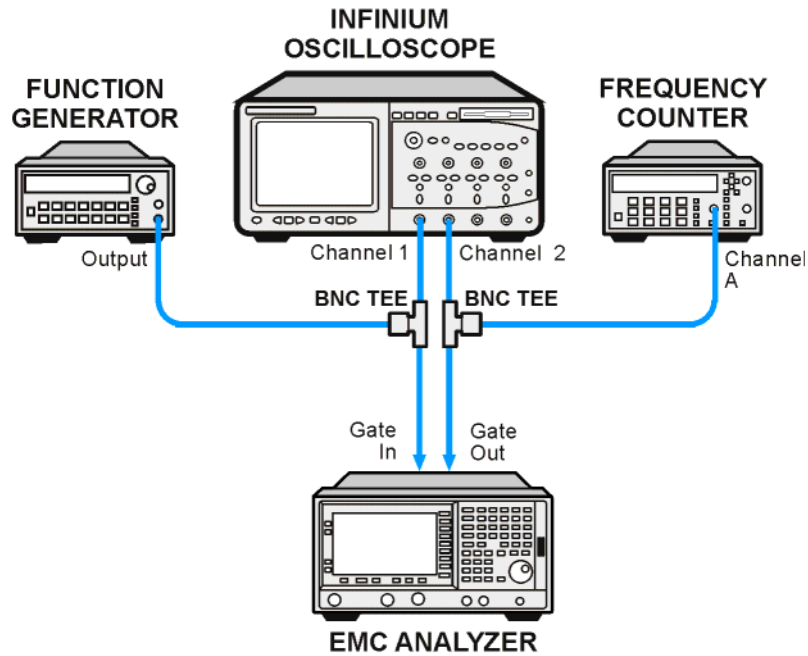 INFINIUM
OSCILLOSCOPE
FUNCTION
GENERATOR
FREQUENCY
COUNTER
Output
Channel 1
Channel 2
Channel
A
BNC TEE
BNC TEE
Gate
In
Gate
Out
EMC ANALYZER